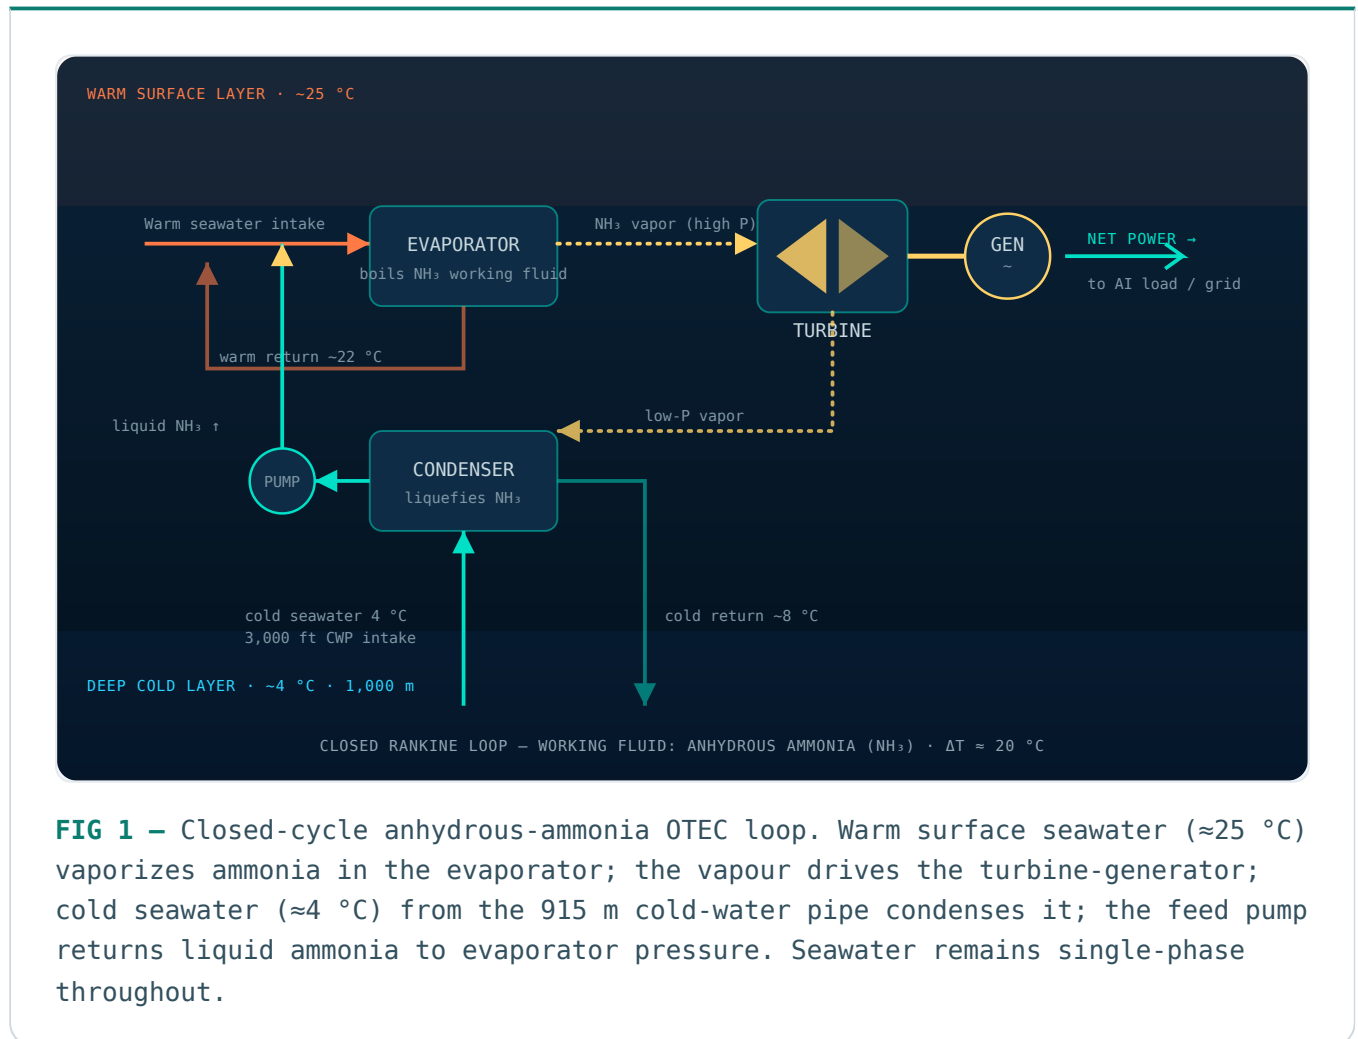 WARM SURFACE LAYER · ~25 °C
Warm seawater intake
EVAPORATOR
boils NH₃ working fluid
NH₃ vapor (high P)
TURBINE
GEN
~
NET POWER →
to AI load / grid
warm return ~22 °C
liquid NH₃ ↑
low-P vapor
PUMP
CONDENSER
liquefies NH₃
cold seawater 4 °C
3,000 ft CWP intake
cold return ~8 °C
DEEP COLD LAYER · ~4 °C · 1,000 m
CLOSED RANKINE LOOP — WORKING FLUID: ANHYDROUS AMMONIA (NH₃) · ΔT ≈ 20 °C
FIG 1 — Closed-cycle anhydrous-ammonia OTEC loop. Warm surface seawater (≈25 °C)
vaporizes ammonia in the evaporator; the vapour drives the turbine-generator;
cold seawater (≈4 °C) from the 915 m cold-water pipe condenses it; the feed pump
returns liquid ammonia to evaporator pressure. Seawater remains single-phase
throughout.